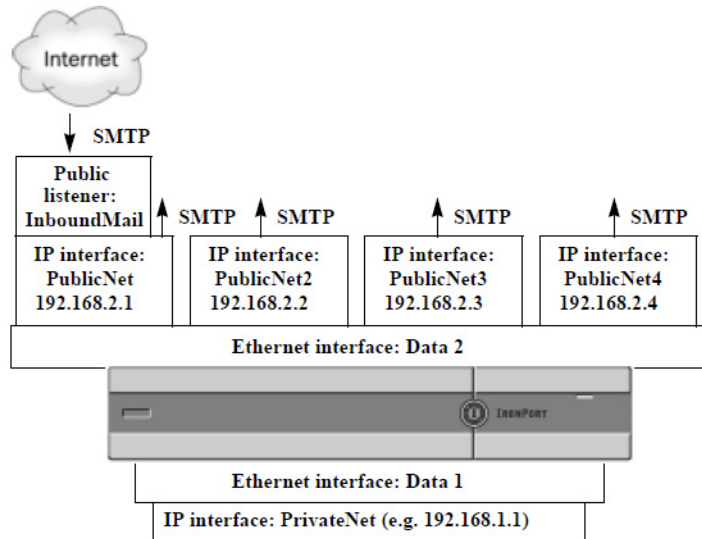 Internet
SMTP
Public
listener:
InboundMail
SMTP
SMTP
SMTP
SMTP
IP interface:
PublicNet
192.168.2.1
IP interface:
PublicNet2
192.168.2.2
IP interface:
PublicNet3
192.168.2.3
IP interface:
PublicNet4
192.168.2.4
Ethernet interface: Data 2
IRONPORT
Ethernet interface: Data 1
IP interface: PrivateNet (e.g. 192.168.1.1)